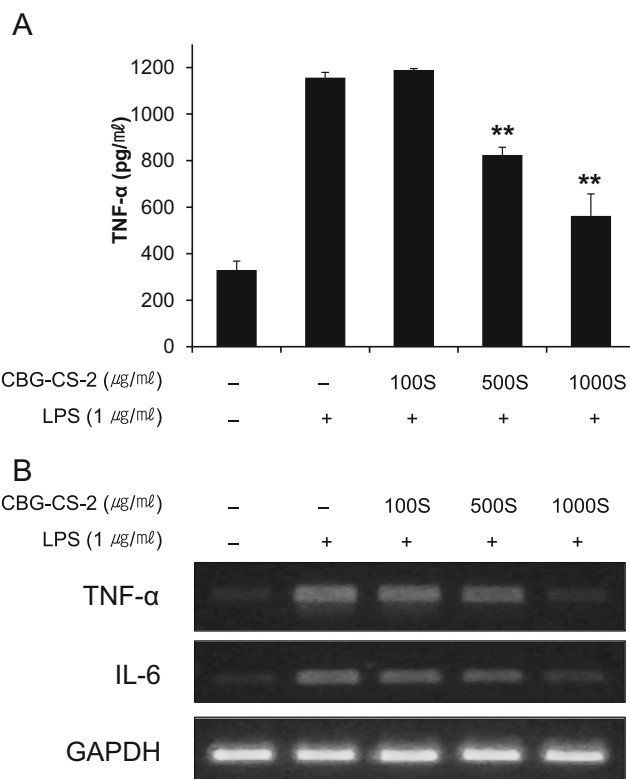 A
1200
1000
800
600
400
200
0
TNF-α (pg/㎖)
**
**
CBG-CS-2 (㎍/㎖) – – 100S 500S 1000S
LPS (1 ㎍/㎖) – + + + +
B
CBG-CS-2 (㎍/㎖) – – 100S 500S 1000S
LPS (1 ㎍/㎖) – + + + +
TNF-α
IL-6
GAPDH